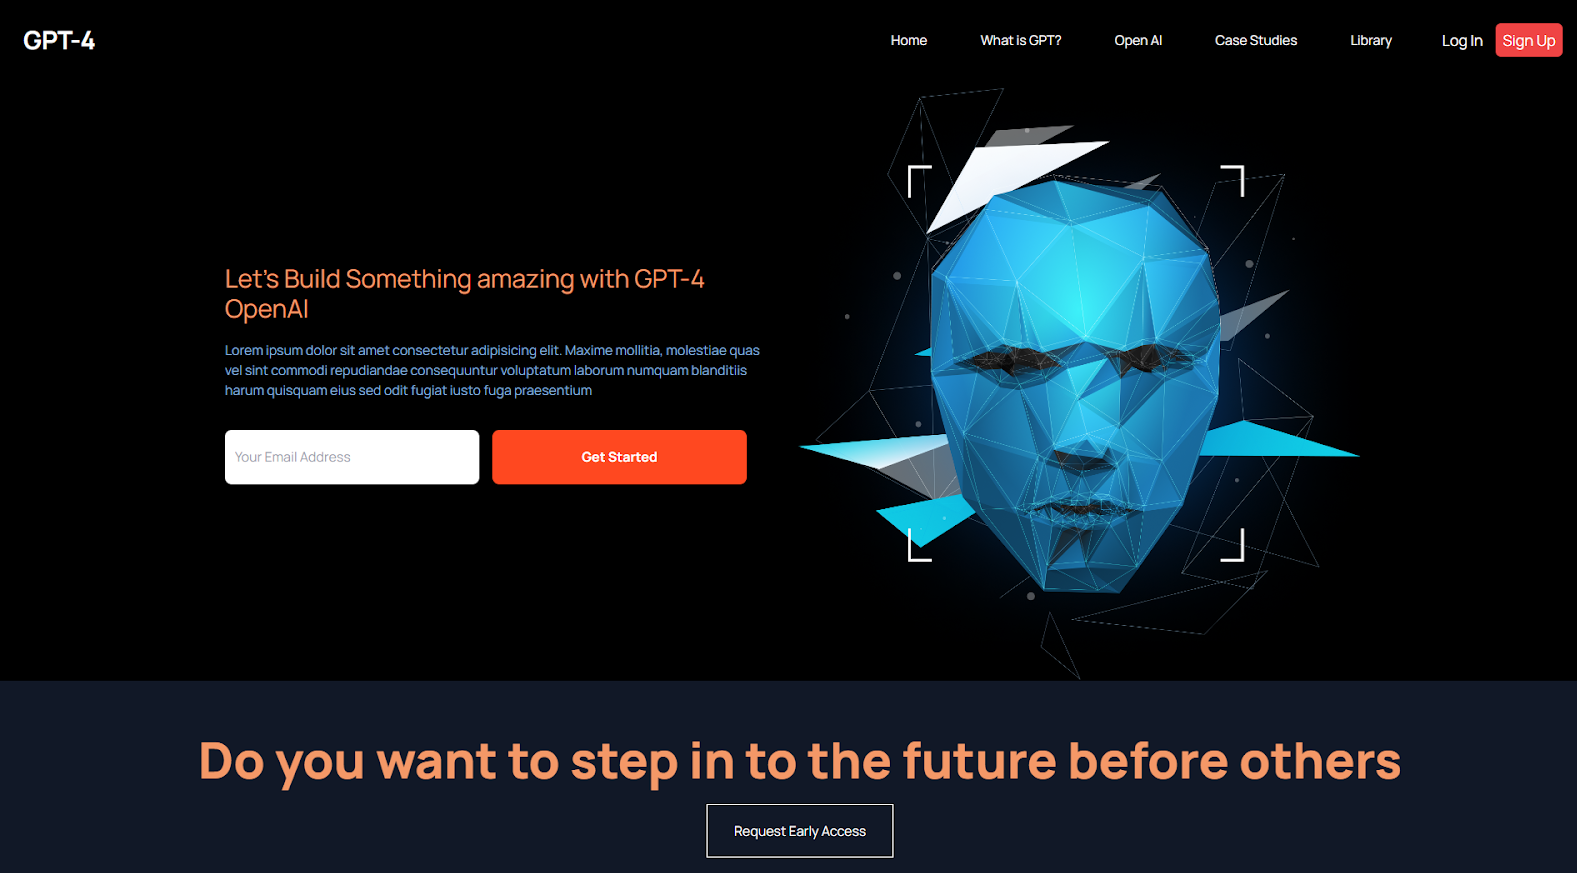 GPT-4
Home
What is GPT?
Open AI
Case Studies
Library
Log In
Sign Up
Let's Build Something amazing with GPT-4
OpenAI
Lorem ipsum dolor sit amet consectetur adipisicing elit. Maxime mollitia, molestiae quas
vel sint commodi repudiandae consequuntur voluptatum laborum numquam blanditiis
harum quisquam eius sed odit fugiat iusto fuga praesentium
Your Email Address
Get Started
Do you want to step in to the future before others
Request Early Access